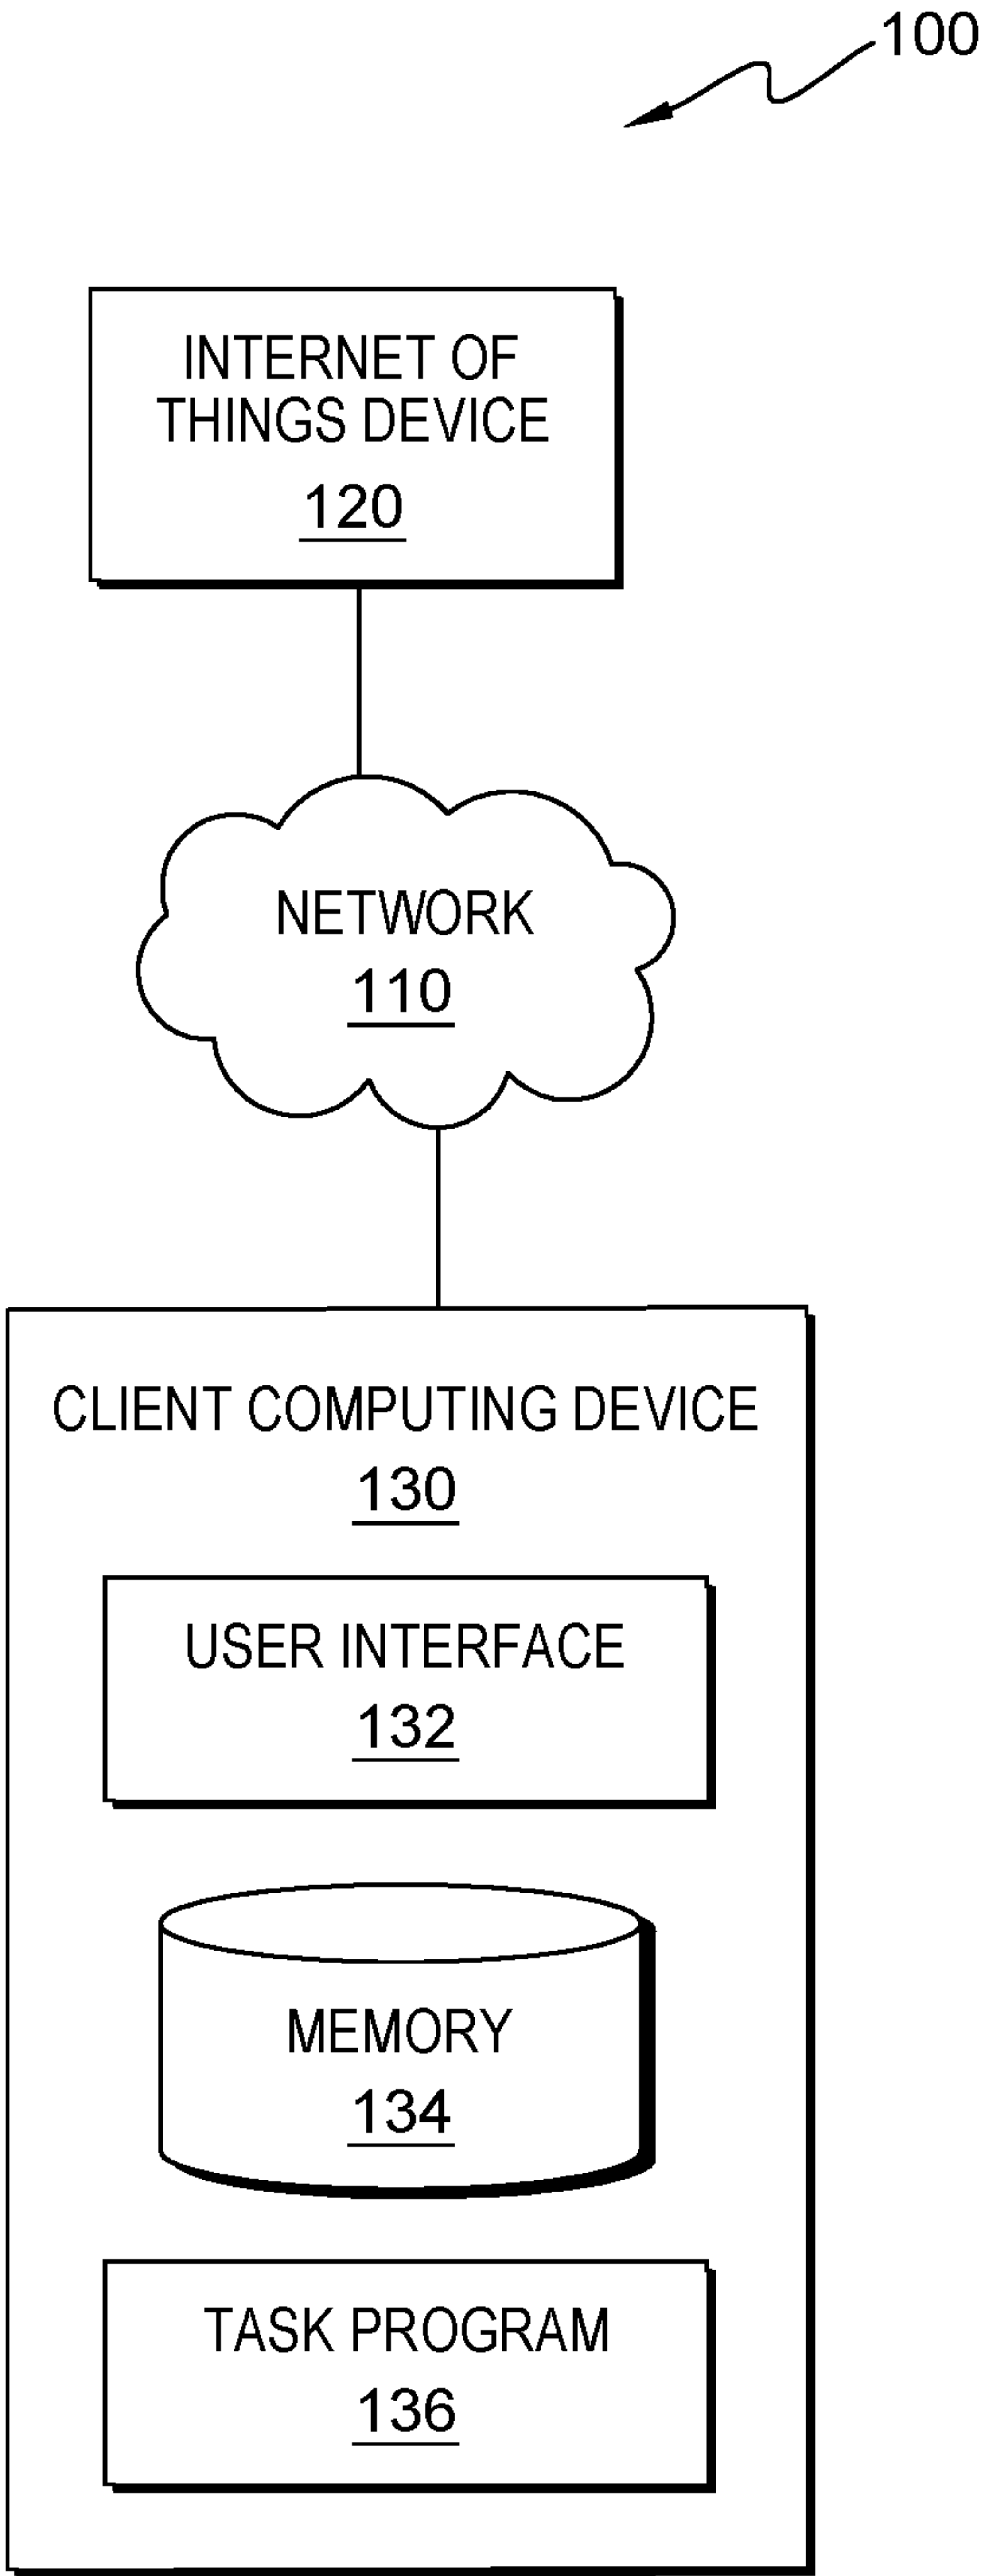 100
INTERNET OF
THINGS DEVICE
120
NETWORK
110
CLIENT COMPUTING DEVICE
130
USER INTERFACE
132
MEMORY
134
TASK PROGRAM
136